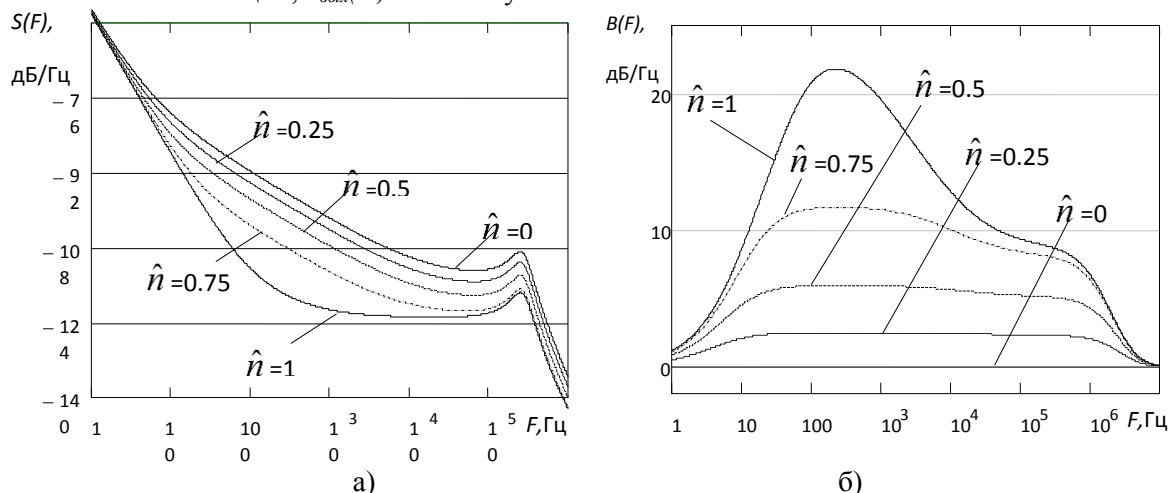 S(F),
дБ/Гц
– 7
6
– 9
2
– 10
8
– 12
4
– 14
0
n̂ =0.25
n̂ =0.5
n̂ =0
n̂ =0.75
n̂ =1
1
1
0
10
0
1 3
0
1 4
0
1 5
0
F,Гц
а)
B(F),
дБ/Гц
20
10
0
n̂ =1
n̂ =0.5
n̂ =0.75
n̂ =0.25
n̂ =0
1 10 100 10³ 10⁴ 10⁵ 10⁶ F,Гц
б)